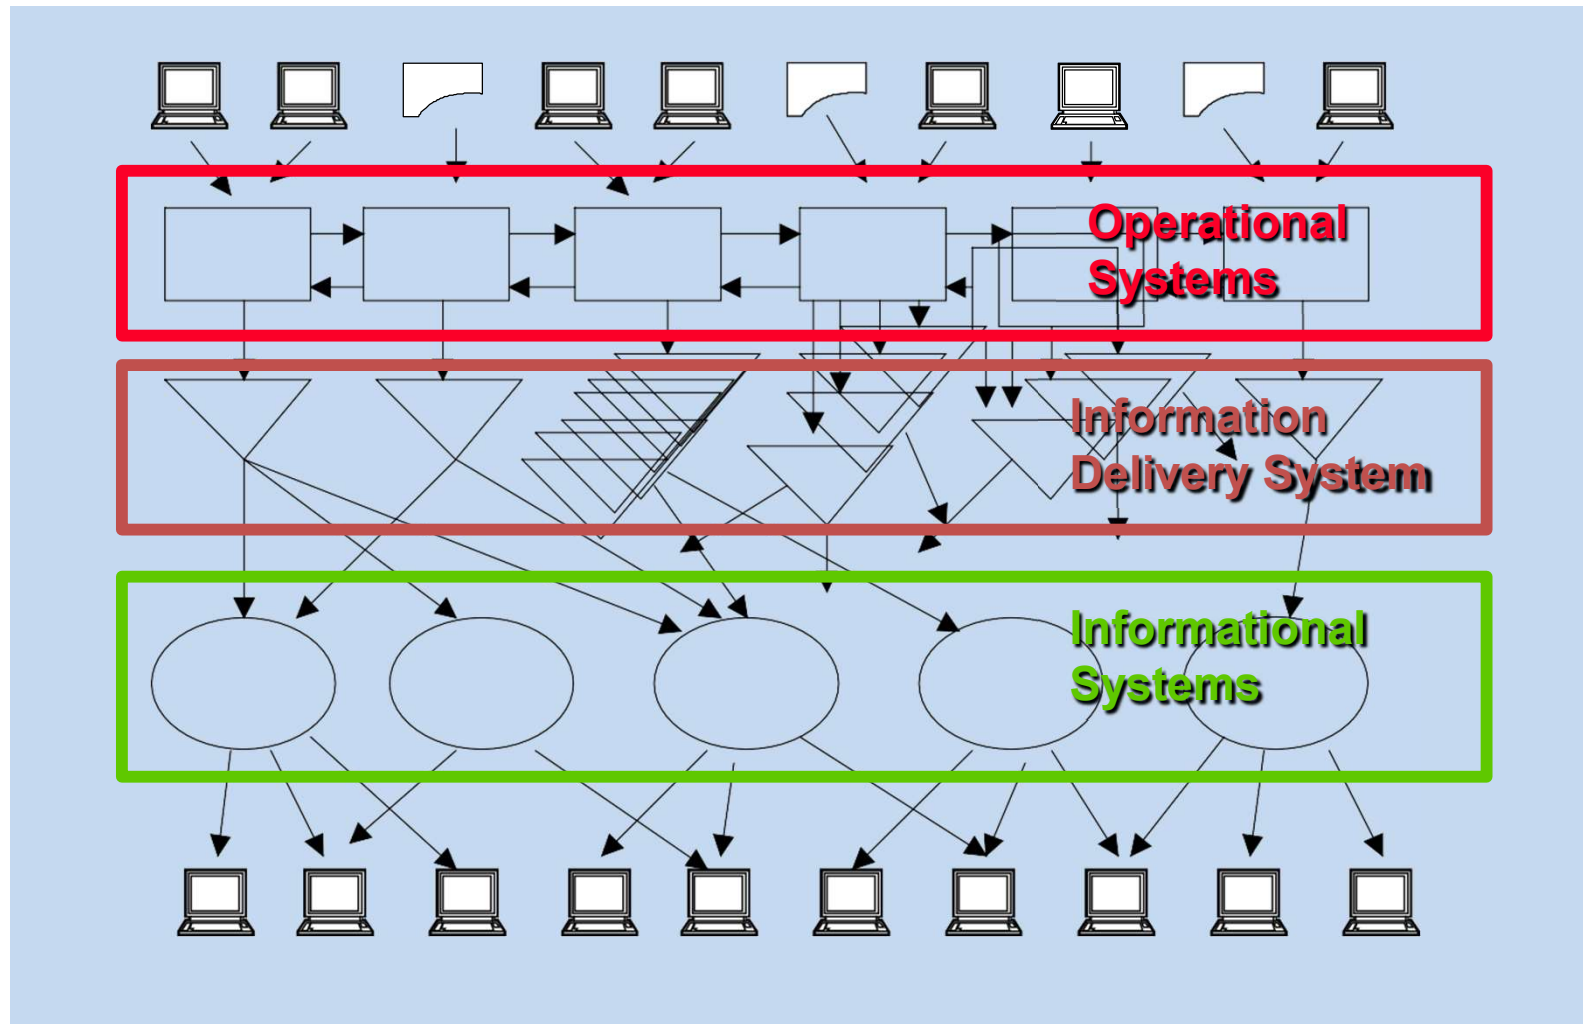 Operational
Systems
Information
Delivery System
Informational
Systems